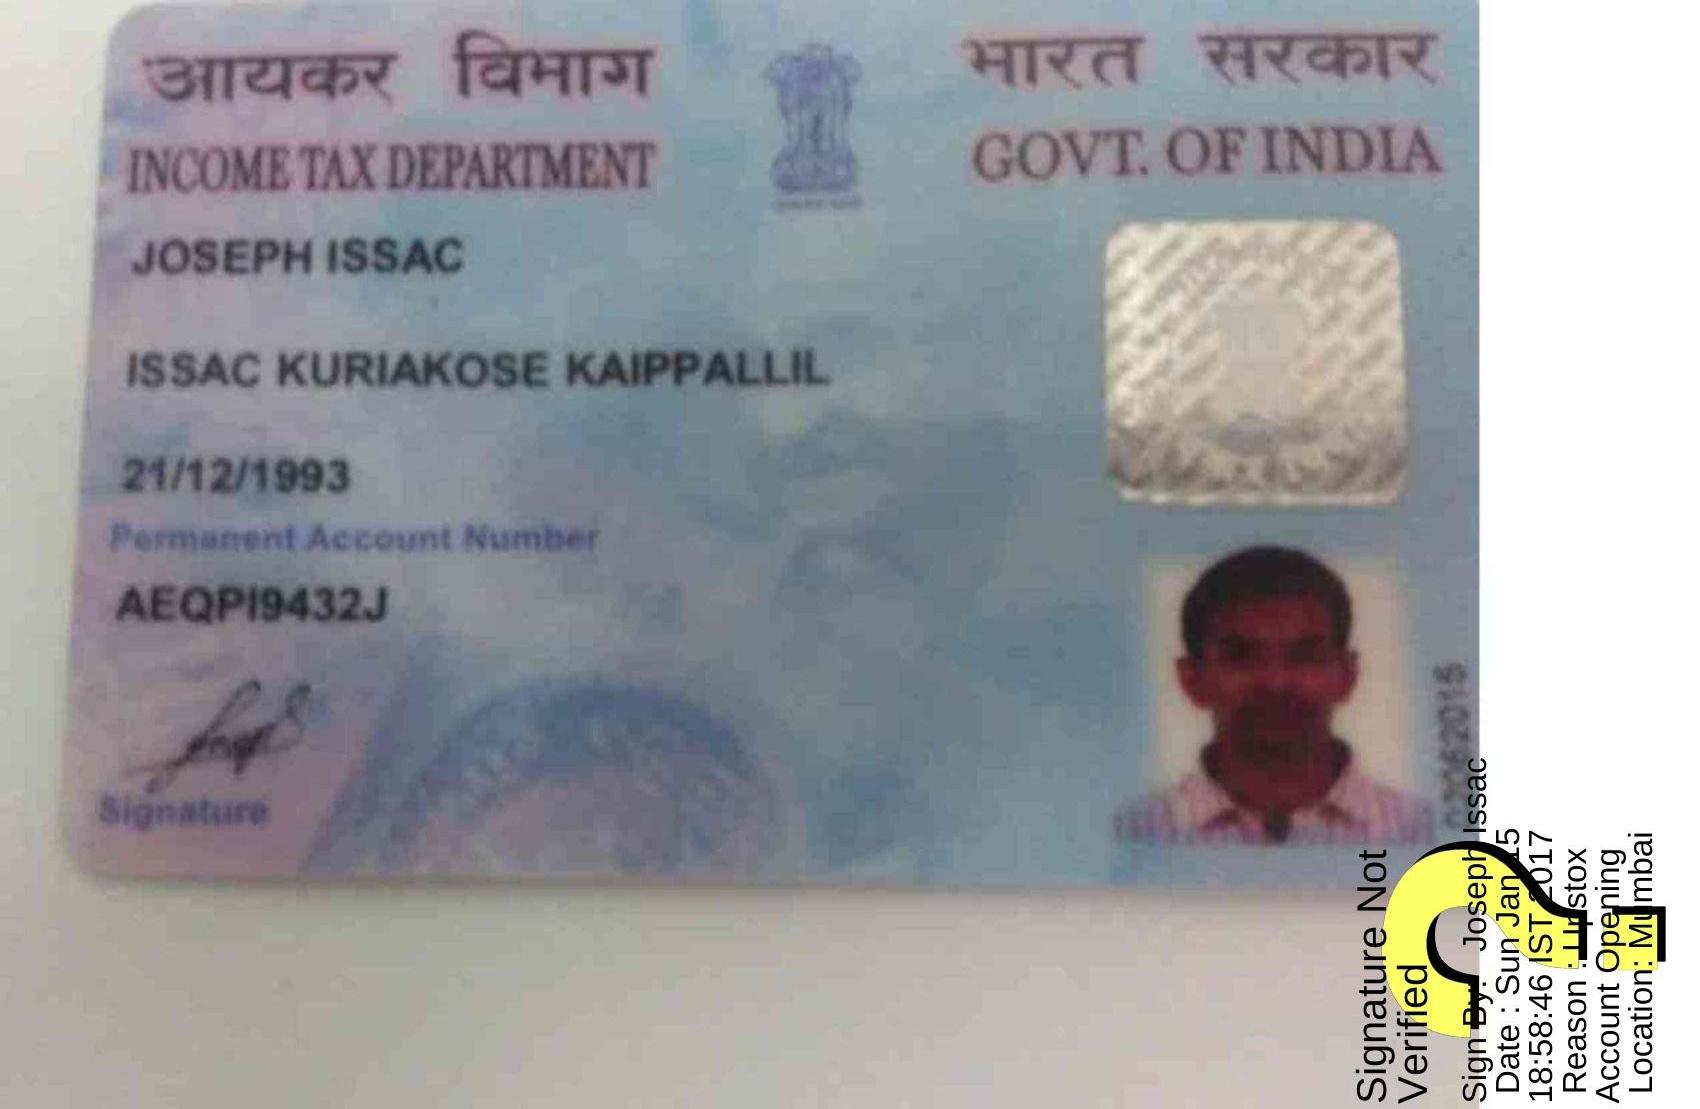 आयकर विभाग
भारत सरकार
INCOME TAX DEPARTMENT
GOVT. OF INDIA
JOSEPH ISSAC
ISSAC KURIAKOSE KAIPPALLIL
21/12/1993
Permanent Account Number
AEQPI9432J
Signature
Signature Not
Verified
Sign By: Joseph Issac
Date : Sun Jan 15
18:58:46 IST 2017
Reason : Upstox
Account Opening
Location: Mumbai